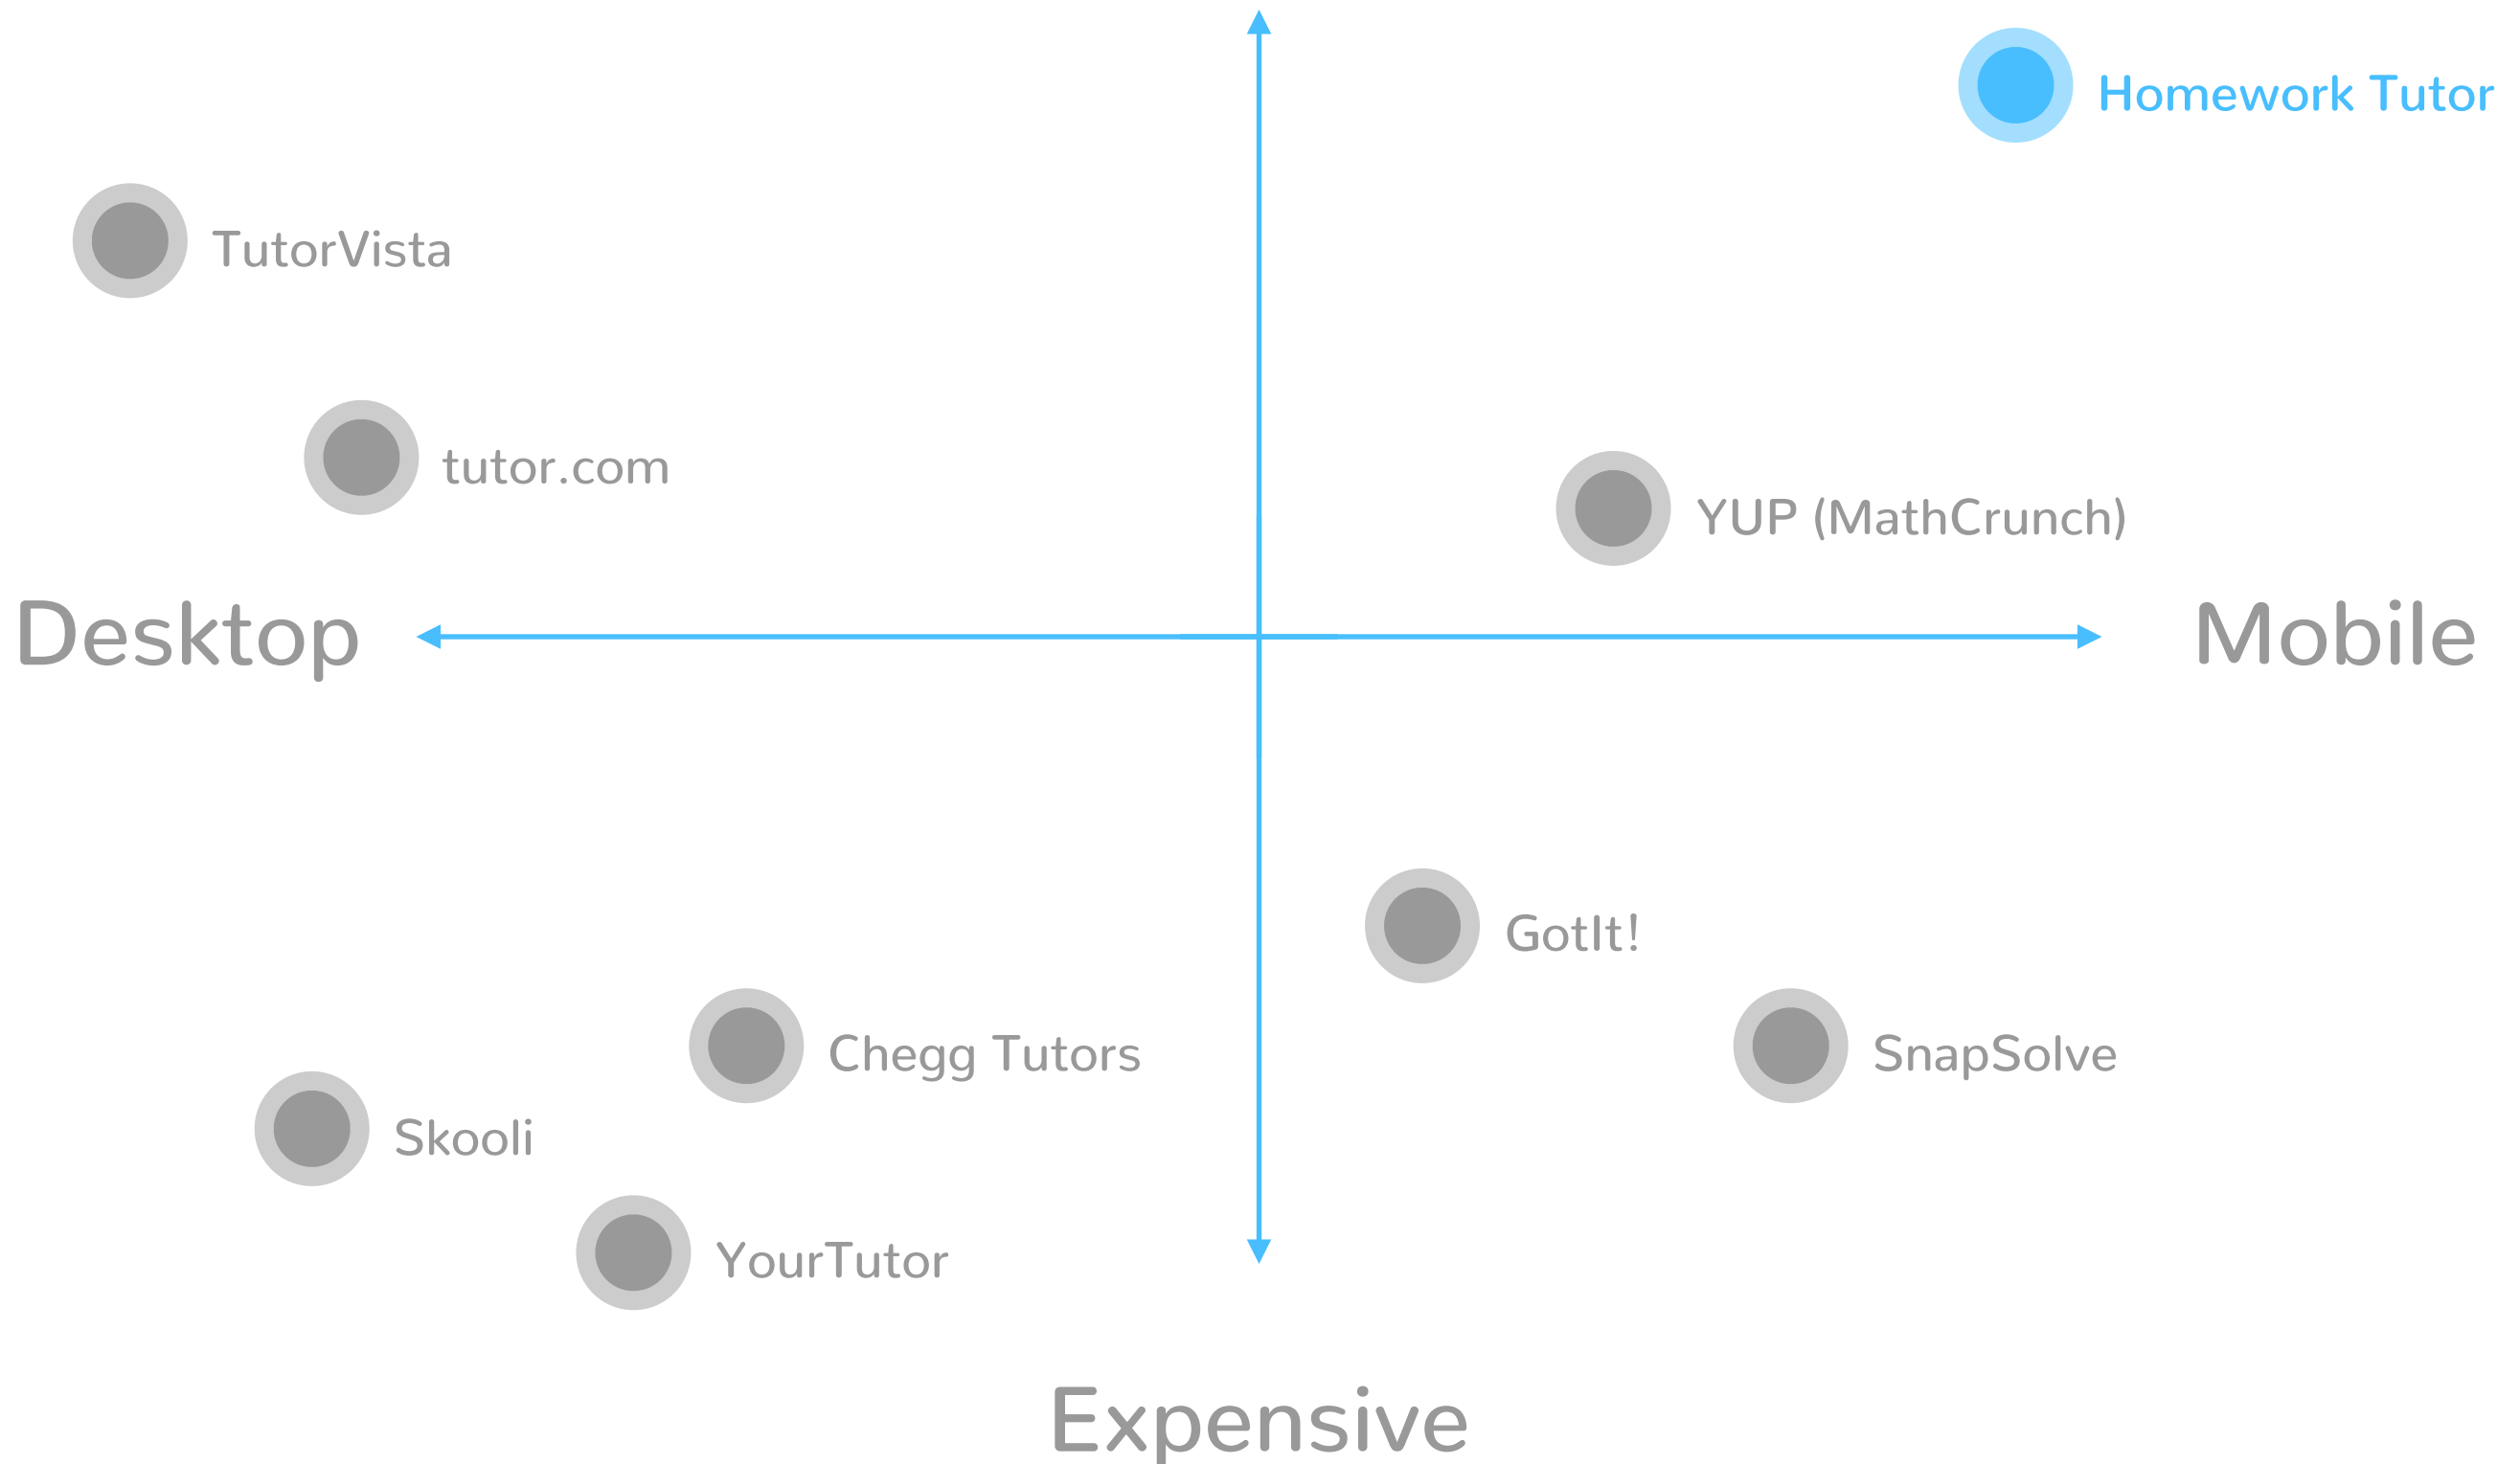 Homework Tutor
TutorVista
tutor.com
YUP (MathCrunch)
Desktop
Mobile
GotIt!
Chegg Tutors
SnapSolve
Skooli
YourTutor
Expensive